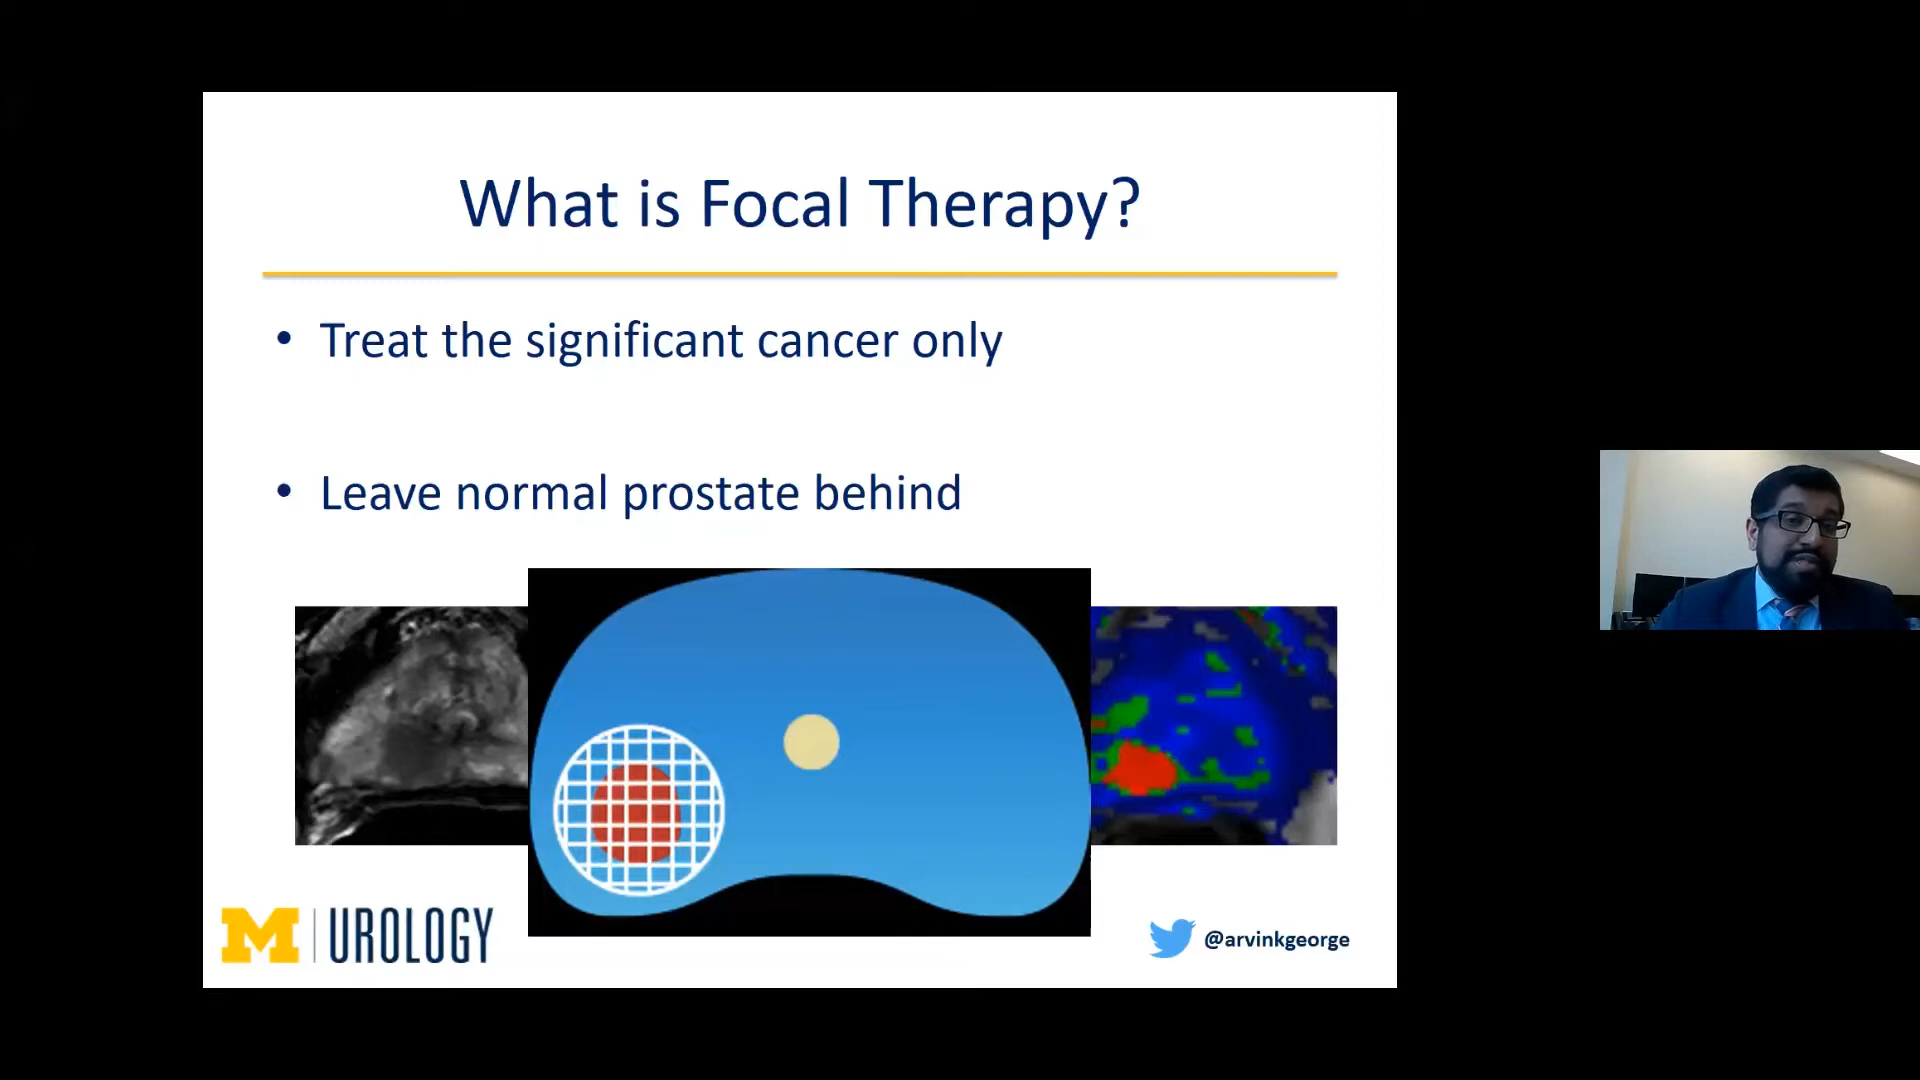 What is Focal Therapy?
• Treat the significant cancer only
• Leave normal prostate behind
M | UROLOGY
@arvinkgeorge